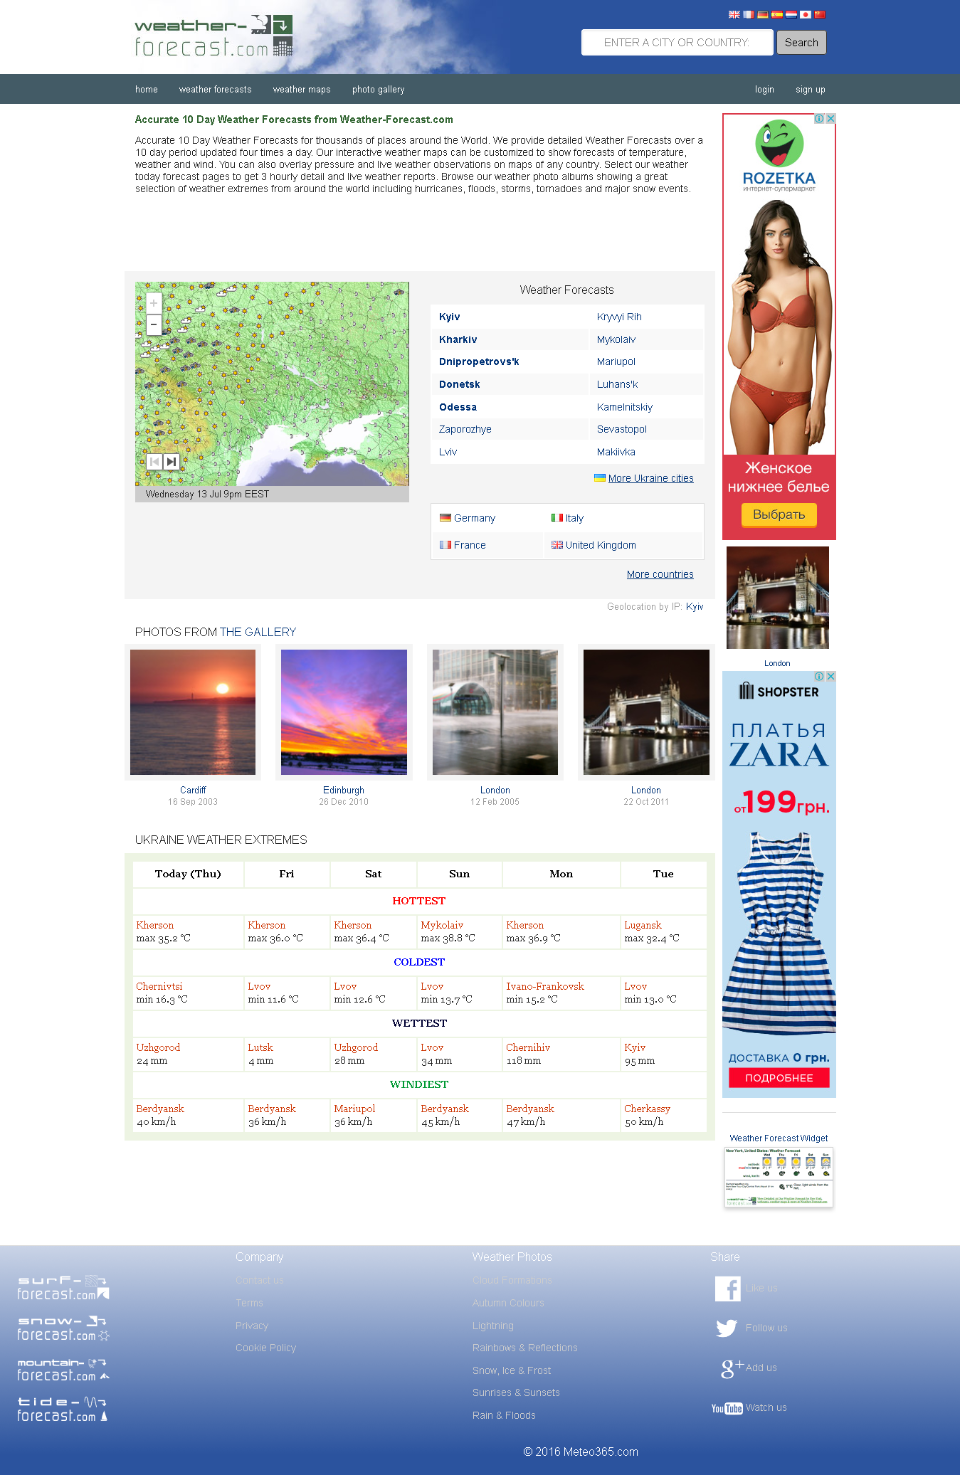 weather-
forecast.com
ENTER A CITY OR COUNTRY:
Search
home
weather forecasts
weather maps
photo gallery
login
sign up
Accurate 10 Day Weather Forecasts from Weather-Forecast.com
Accurate 10 Day Weather Forecasts for thousands of places around the World. We provide detailed Weather Forecasts over a
10 day period updated four times a day. Our interactive weather maps can be customized to show forecasts of temperature,
weather and wind. You can also overlay pressure and live weather observations on maps of any country. Select our weather
today forecast pages to get 3 hourly detail and live weather reports. Browse our weather photo albums showing a great
selection of weather extremes from around the world including hurricanes, floods, storms, tornadoes and major snow events.
ROZETKA
интернет-супермаркет
Женское
нижнее белье
Выбрать
+
−
Wednesday 13 Jul 9pm EEST
Weather Forecasts
Kyiv
Kryvyi Rih
Kharkiv
Mykolaiv
Dnipropetrovs'k
Mariupol
Donetsk
Luhans'k
Odessa
Kamelnitskiy
Zaporozhye
Sevastopol
Lviv
Makiivka
More Ukraine cities
Germany
Italy
France
United Kingdom
More countries
Geolocation by IP: Kyiv
PHOTOS FROM THE GALLERY
Cardiff
16 Sep 2003
Edinburgh
26 Dec 2010
London
12 Feb 2005
London
22 Oct 2011
London
SHOPSTER
ПЛАТЬЯ
ZARA
от 199 грн.
ДОСТАВКА 0 грн.
ПОДРОБНЕЕ
UKRAINE WEATHER EXTREMES
Today (Thu) Fri Sat Sun Mon Tue
HOTTEST
Kherson Kherson Kherson Mykolaiv Kherson Lugansk
max 35.2 °C max 36.0 °C max 36.4 °C max 38.8 °C max 36.9 °C max 32.4 °C
COLDEST
Chernivtsi Lvov Lvov Lvov Ivano-Frankovsk Lvov
min 16.3 °C min 11.6 °C min 12.6 °C min 13.7 °C min 15.2 °C min 13.0 °C
WETTEST
Uzhgorod Lutsk Uzhgorod Lvov Chernihiv Kyiv
24 mm 4 mm 28 mm 34 mm 118 mm 95 mm
WINDIEST
Berdyansk Berdyansk Mariupol Berdyansk Berdyansk Cherkassy
40 km/h 36 km/h 36 km/h 45 km/h 47 km/h 50 km/h
Weather Forecast Widget
New York, United States: Weather Forecast
surf-
forecast.com
snow-
forecast.com
mountain-
forecast.com
tide-
forecast.com
Company
Contact us
Terms
Privacy
Cookie Policy
Weather Photos
Cloud Formations
Autumn Colours
Lightning
Rainbows & Reflections
Snow, Ice & Frost
Sunrises & Sunsets
Rain & Floods
Share
Like us
Follow us
g+ Add us
YouTube Watch us
© 2016 Meteo365.com